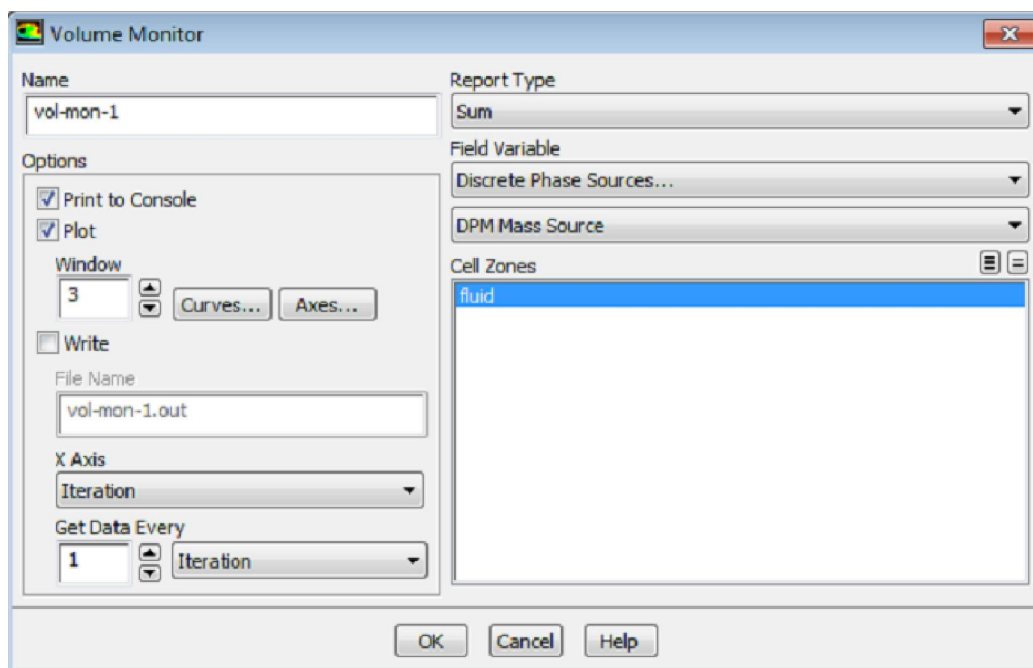 Volume Monitor
Name
vol-mon-1
Options
Print to Console
Plot
Window
3
Curves...
Axes...
Write
File Name
vol-mon-1.out
X Axis
Iteration
Get Data Every
1
Iteration
Report Type
Sum
Field Variable
Discrete Phase Sources...
DPM Mass Source
Cell Zones
fluid
OK
Cancel
Help